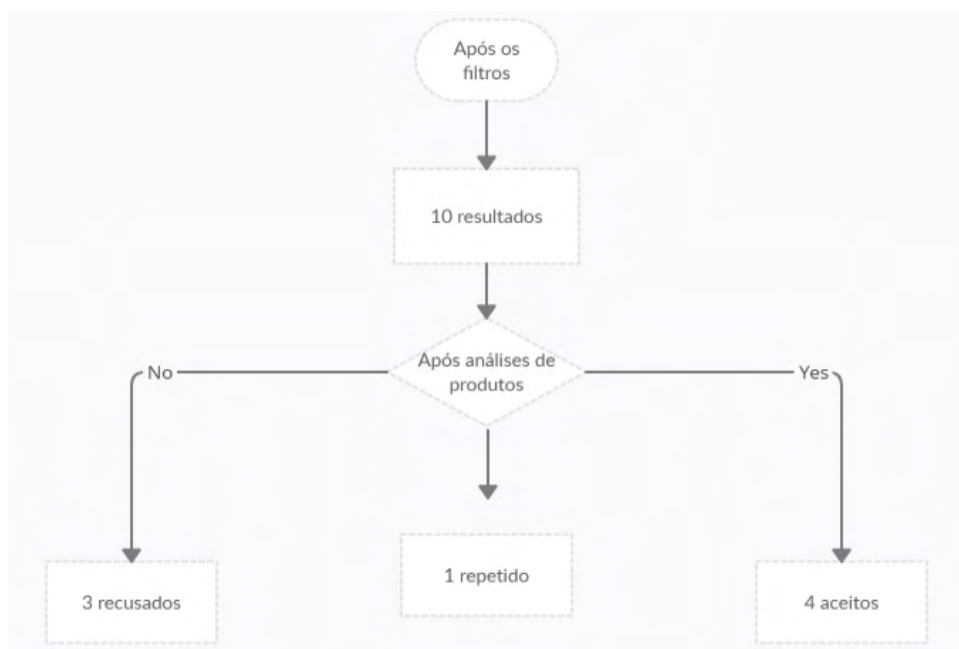 Após os
filtros
10 resultados
Após análises de
produtos
No
Yes
1 repetido
3 recusados
4 aceitos